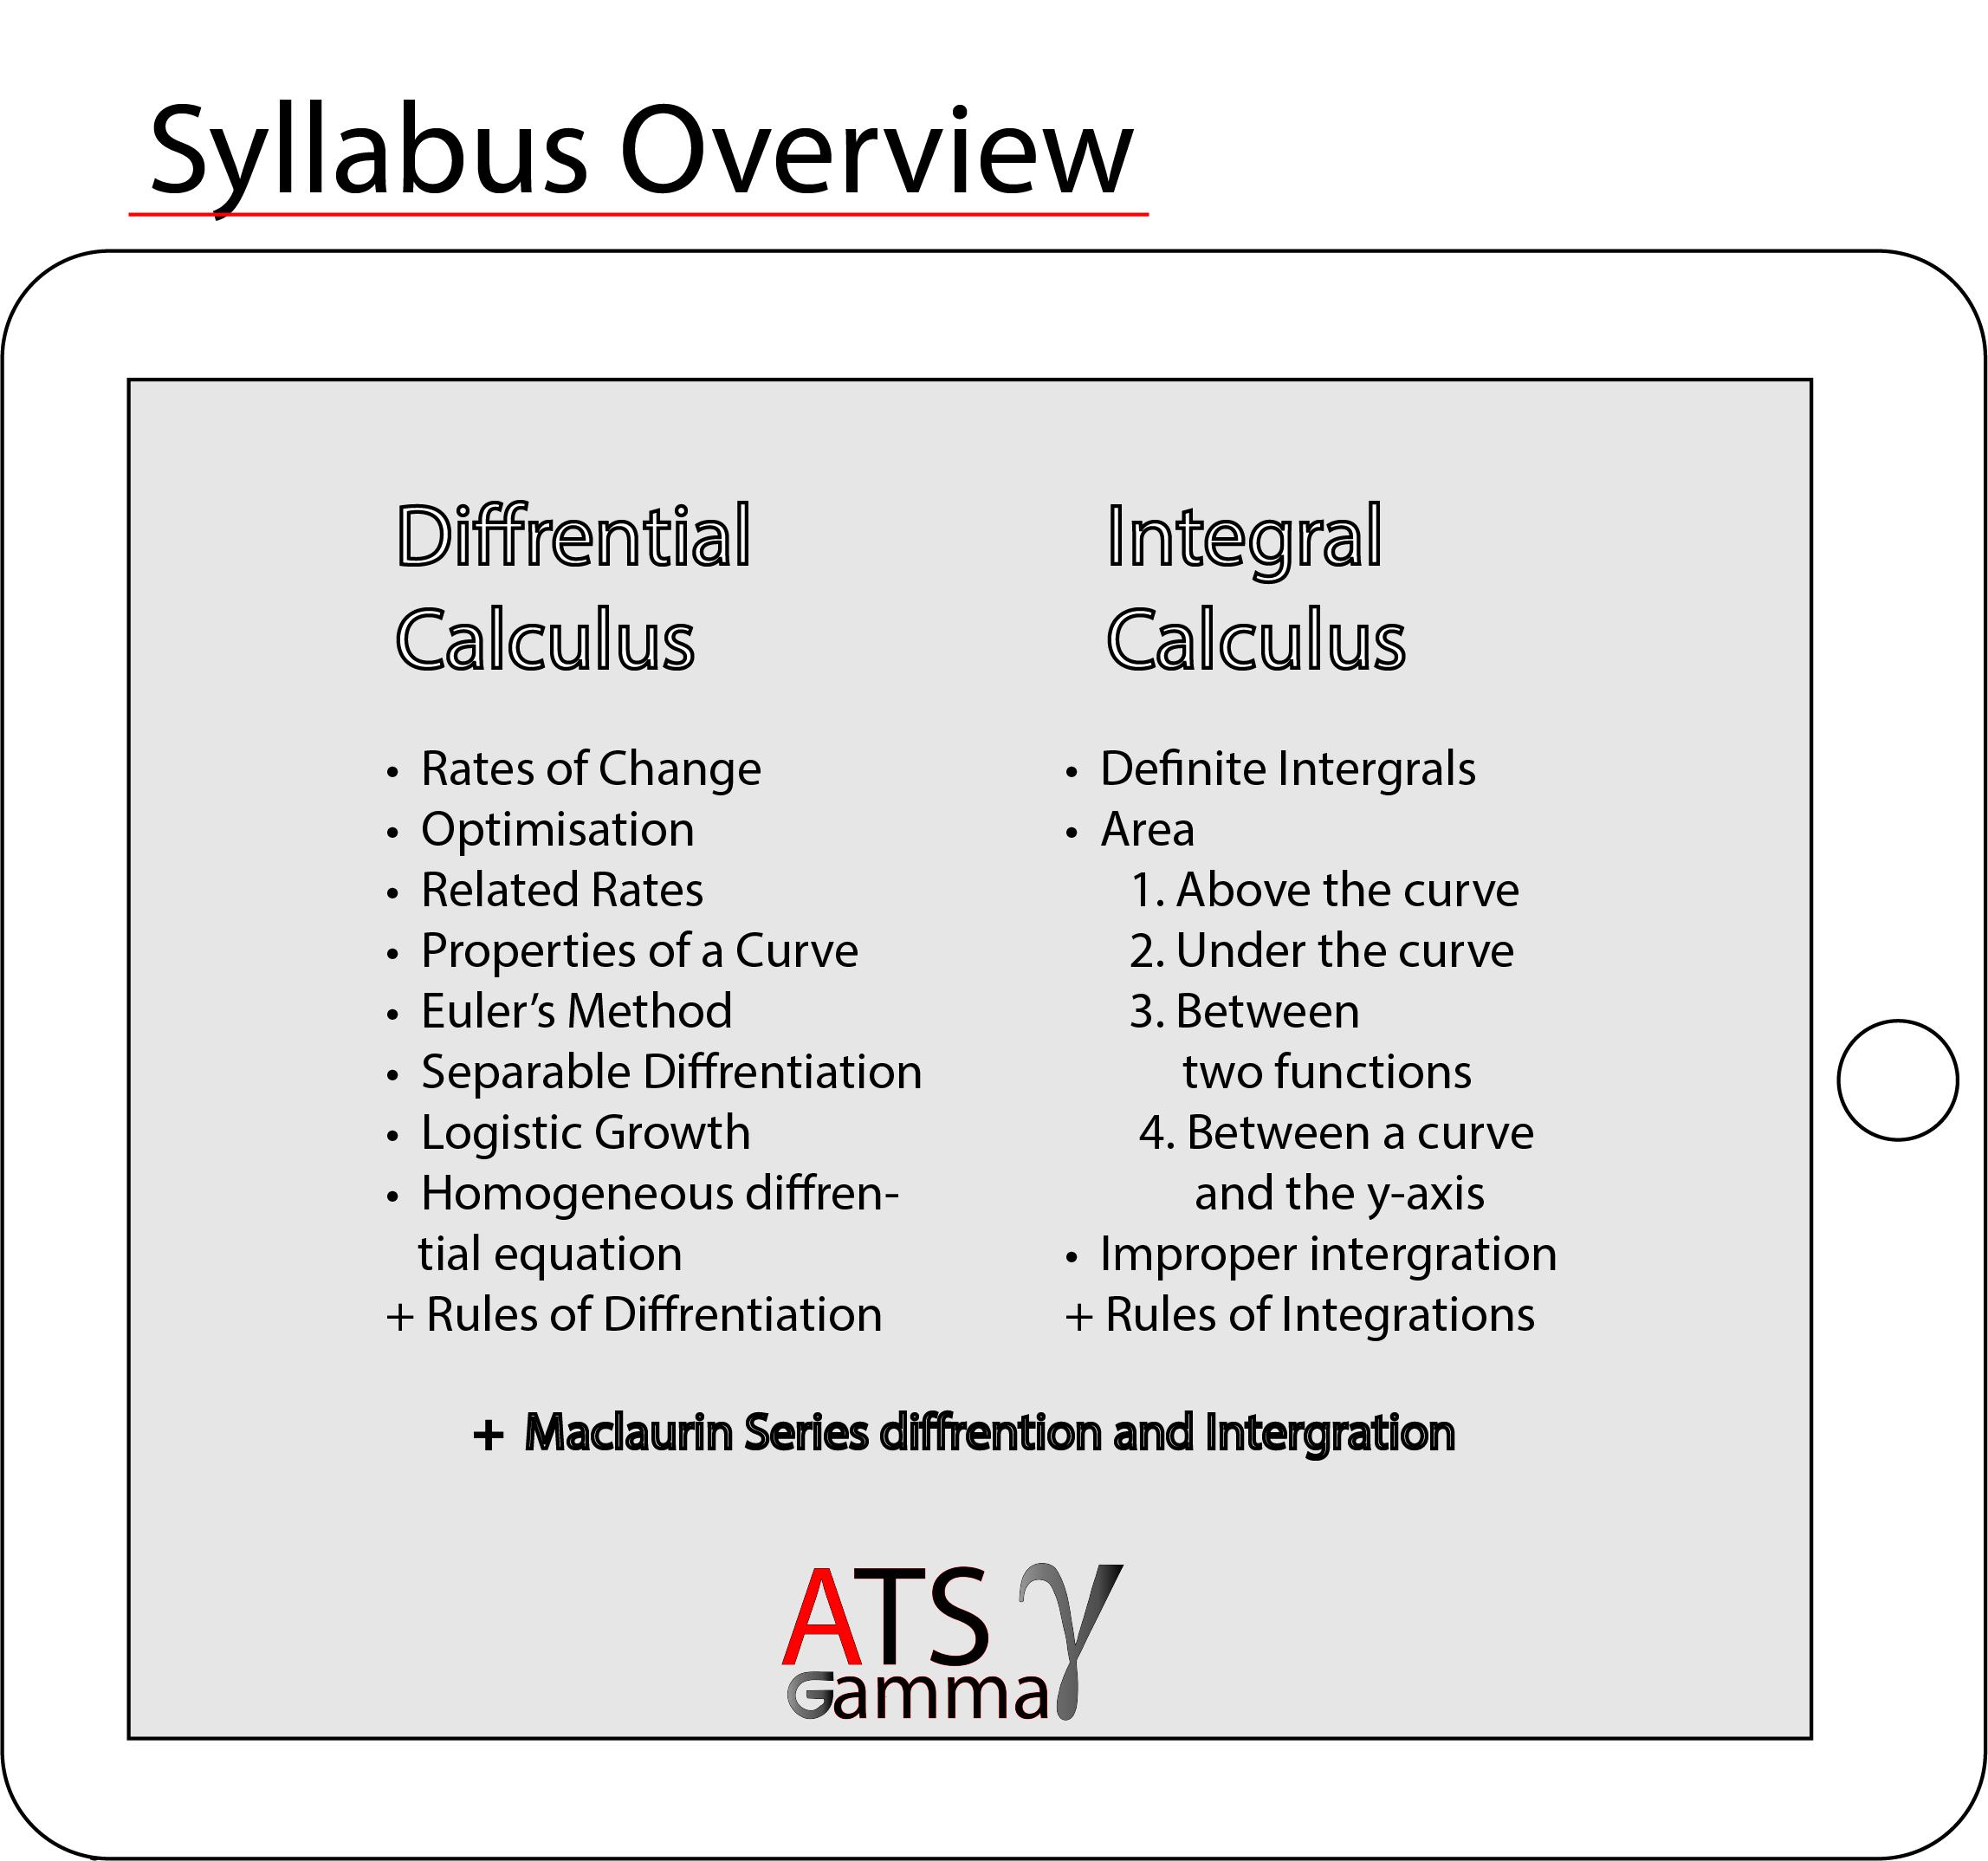 Syllabus Overview
Diffrential
Calculus
• Rates of Change
• Optimisation
• Related Rates
• Properties of a Curve
• Euler’s Method
• Separable Diffrentiation
• Logistic Growth
• Homogeneous diffren-
tial equation
+ Rules of Diffrentiation
Integral
Calculus
• Definite Intergrals
• Area
1. Above the curve
2. Under the curve
3. Between
two functions
4. Between a curve
and the y-axis
• Improper intergration
+ Rules of Integrations
+ Maclaurin Series diffrention and Intergration
ATS γ
Gamma